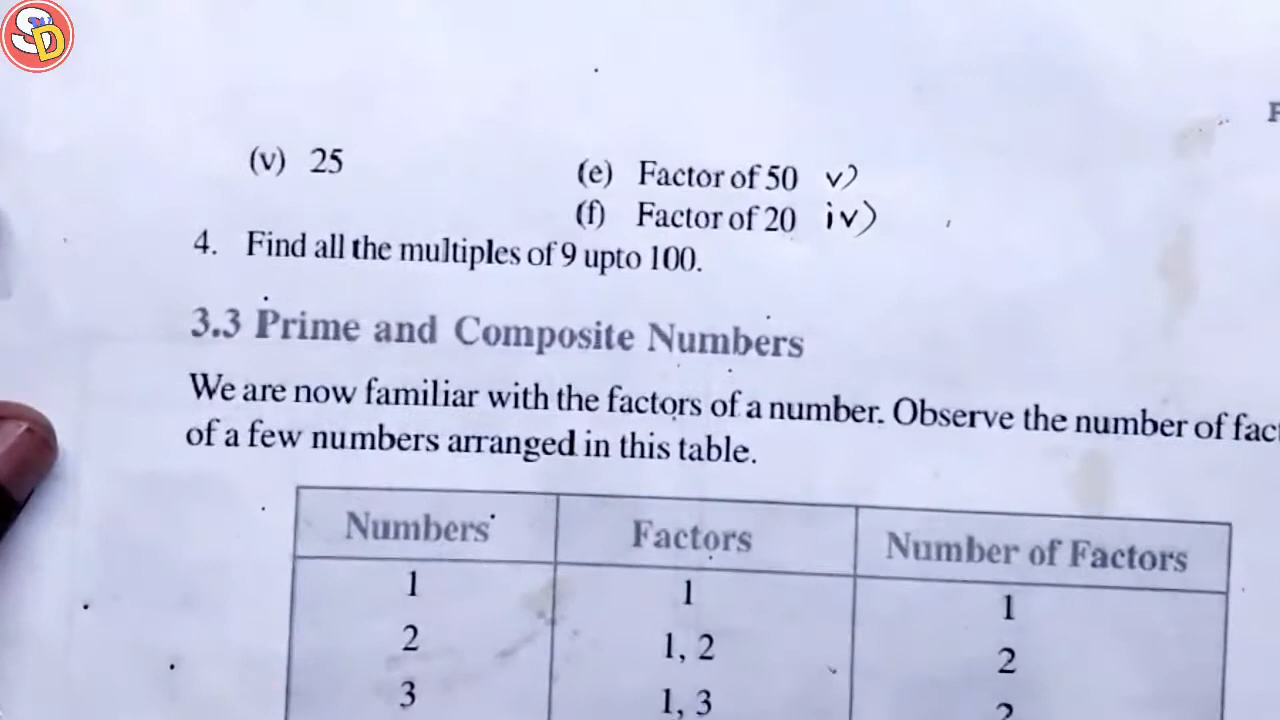 SD
(v) 25 (e) Factor of 50 v)
(f) Factor of 20 iv)
4. Find all the multiples of 9 upto 100.
3.3 Prime and Composite Numbers
We are now familiar with the factors of a number. Observe the number of
of a few numbers arranged in this table.
Numbers Factors Number of Factors
1 1 1
2 1, 2 2
3 1, 3 2